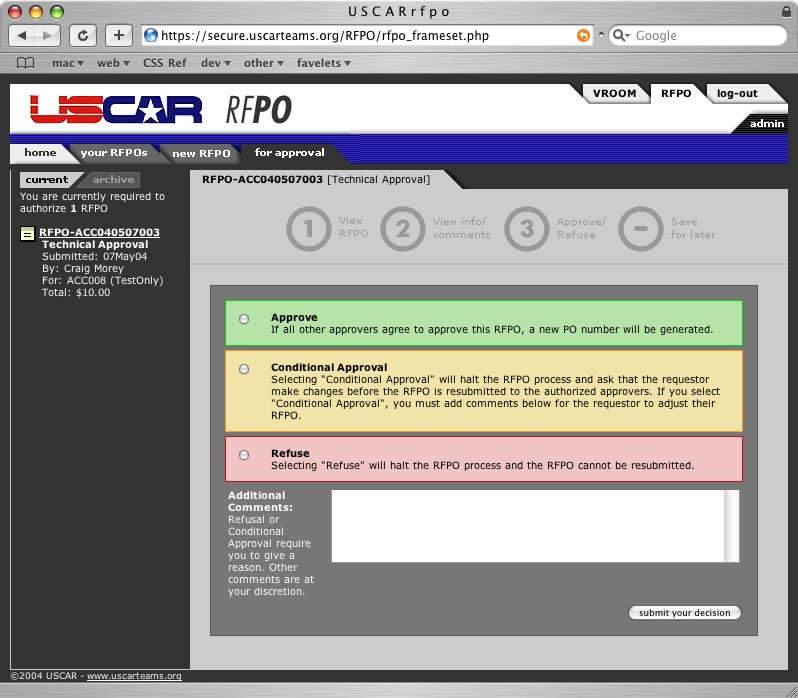 USCARrfpo
https://secure.uscarteams.org/RFPO/rfpo_frameset.php
Google
mac web CSS Ref dev other favelets
USCAR RFPO
VROOM RFPO log-out
admin
home your RFPOs new RFPO for approval
current archive
You are currently required to
authorize 1 RFPO
RFPO-ACC040507003
Technical Approval
Submitted: 07May04
By: Craig Morey
For: ACC008 (TestOnly)
Total: $10.00
RFPO-ACC040507003 [Technical Approval]
1 View
RFPO
2 View info/
comments
3 Approve/
Refuse
Save
for later
Approve
If all other approvers agree to approve this RFPO, a new PO number will be generated.
Conditional Approval
Selecting "Conditional Approval" will halt the RFPO process and ask that the requestor
make changes before the RFPO is resubmitted to the authorized approvers. If you select
"Conditional Approval", you must add comments below for the requestor to adjust their
RFPO.
Refuse
Selecting "Refuse" will halt the RFPO process and the RFPO cannot be resubmitted.
Additional
Comments:
Refusal or
Conditional
Approval require
you to give a
reason. Other
comments are at
your discretion.
submit your decision
©2004 USCAR - www.uscarteams.org